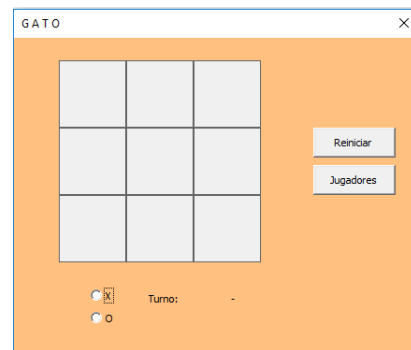 G A T O
Reiniciar
Jugadores
X
Turno: -
O